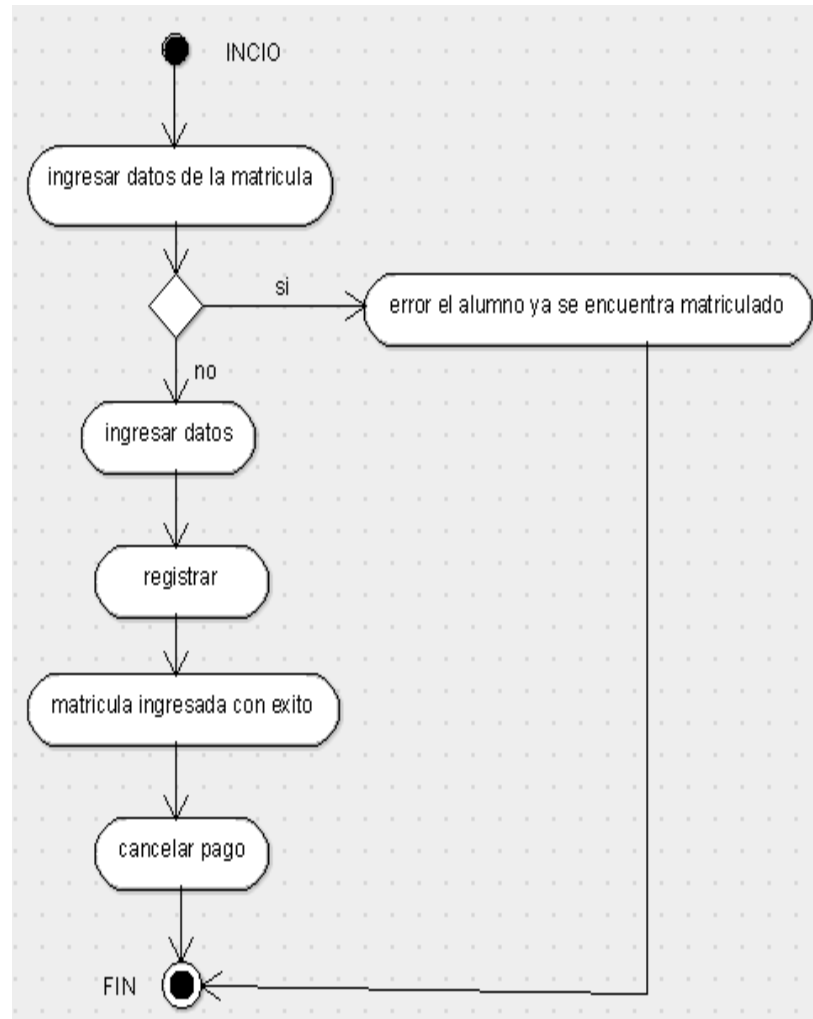 INCIO
ingresar datos de la matricula
si
error el alumno ya se encuentra matriculado
no
ingresar datos
registrar
matricula ingresada con exito
cancelar pago
FIN